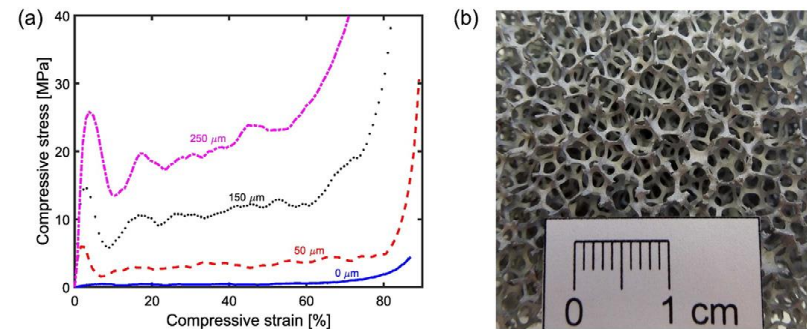 (a)
40
30
20
10
0
Compressive stress [MPa]
250 μm
150 μm
50 μm
0 μm
0
20
40
60
80
Compressive strain [%]
(b)
0
1 cm